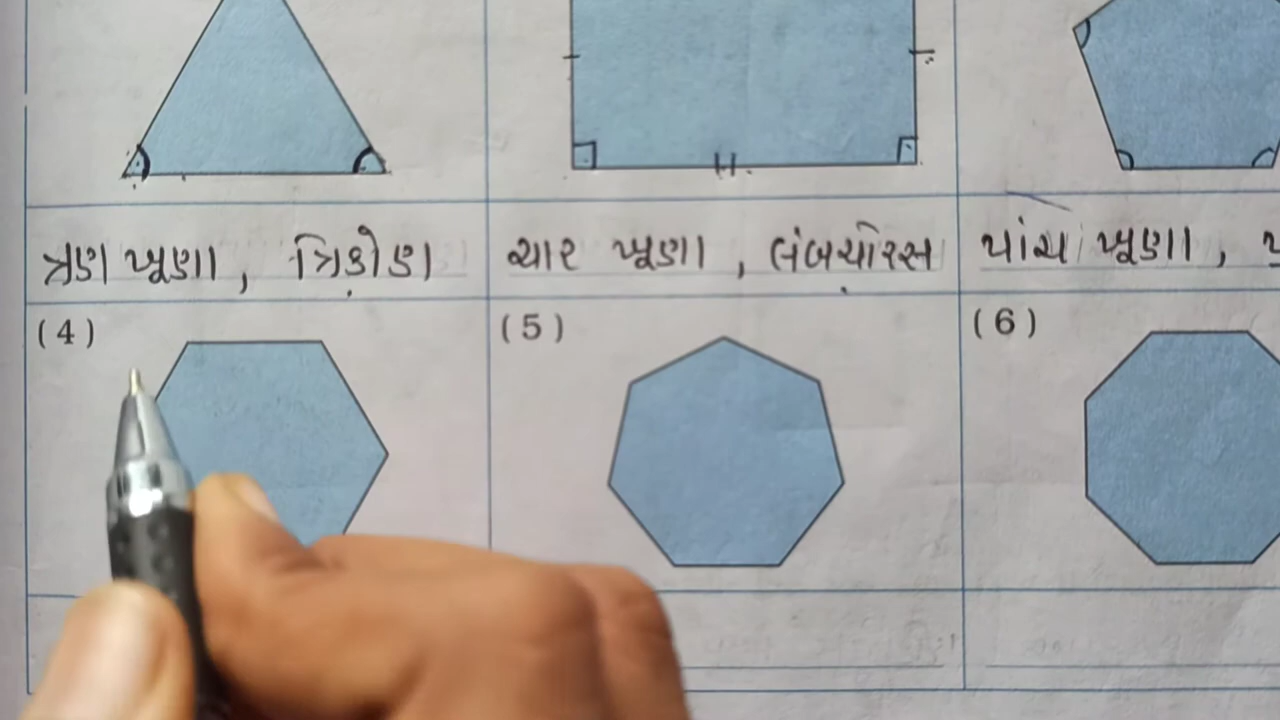 ત્રણ ખૂણા, ત્રિકોણ
ચાર ખૂણા, લંબચોરસ
પાંચ ખૂણા,
(4)
(5)
(6)